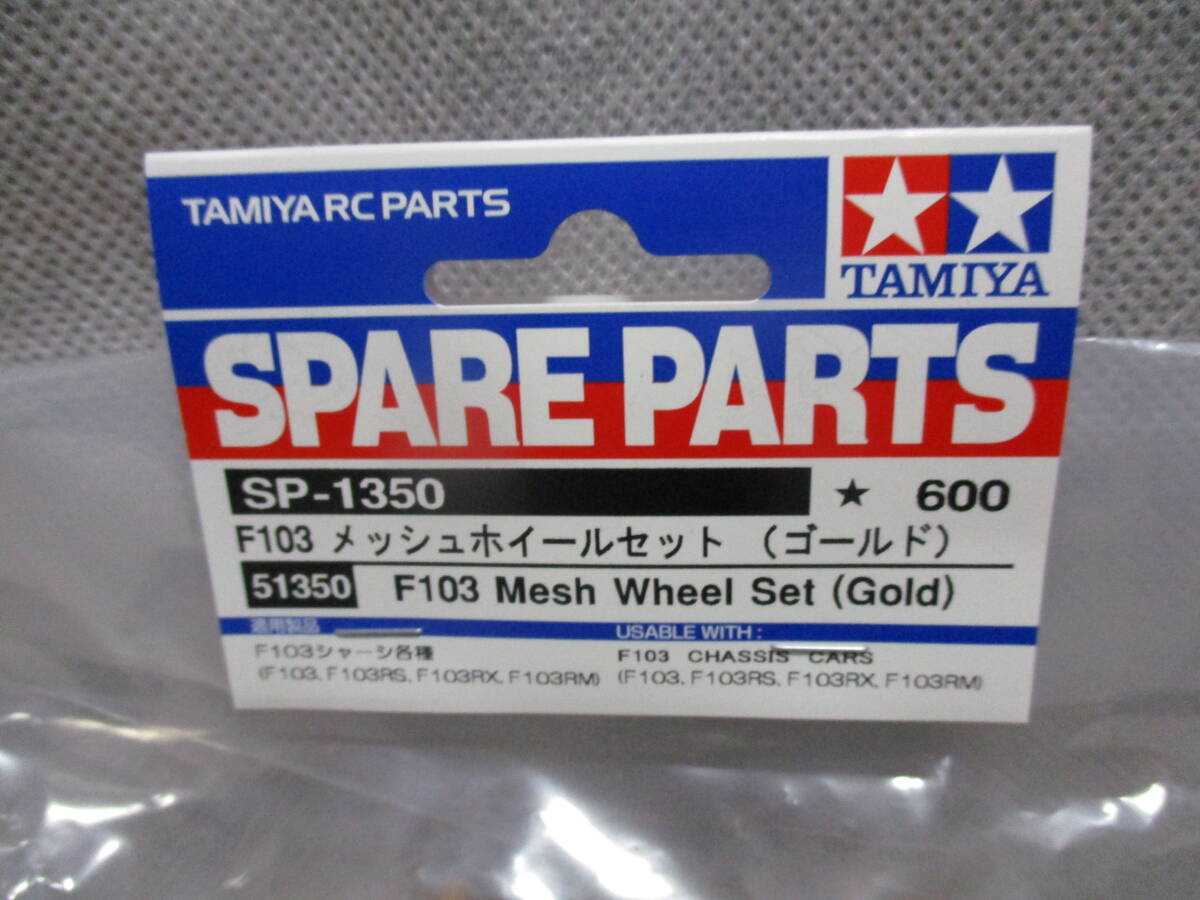 TAMIYA RC PARTS
TAMIYA
SPARE PARTS
SP-1350 ★ 600
F103 メッシュホイールセット （ゴールド）
51350 F103 Mesh Wheel Set (Gold)
適用製品
F103シャーシ各種
(F103, F103RS, F103RX, F103RM)
USABLE WITH :
F103 CHASSIS CARS
(F103, F103RS, F103RX, F103RM)